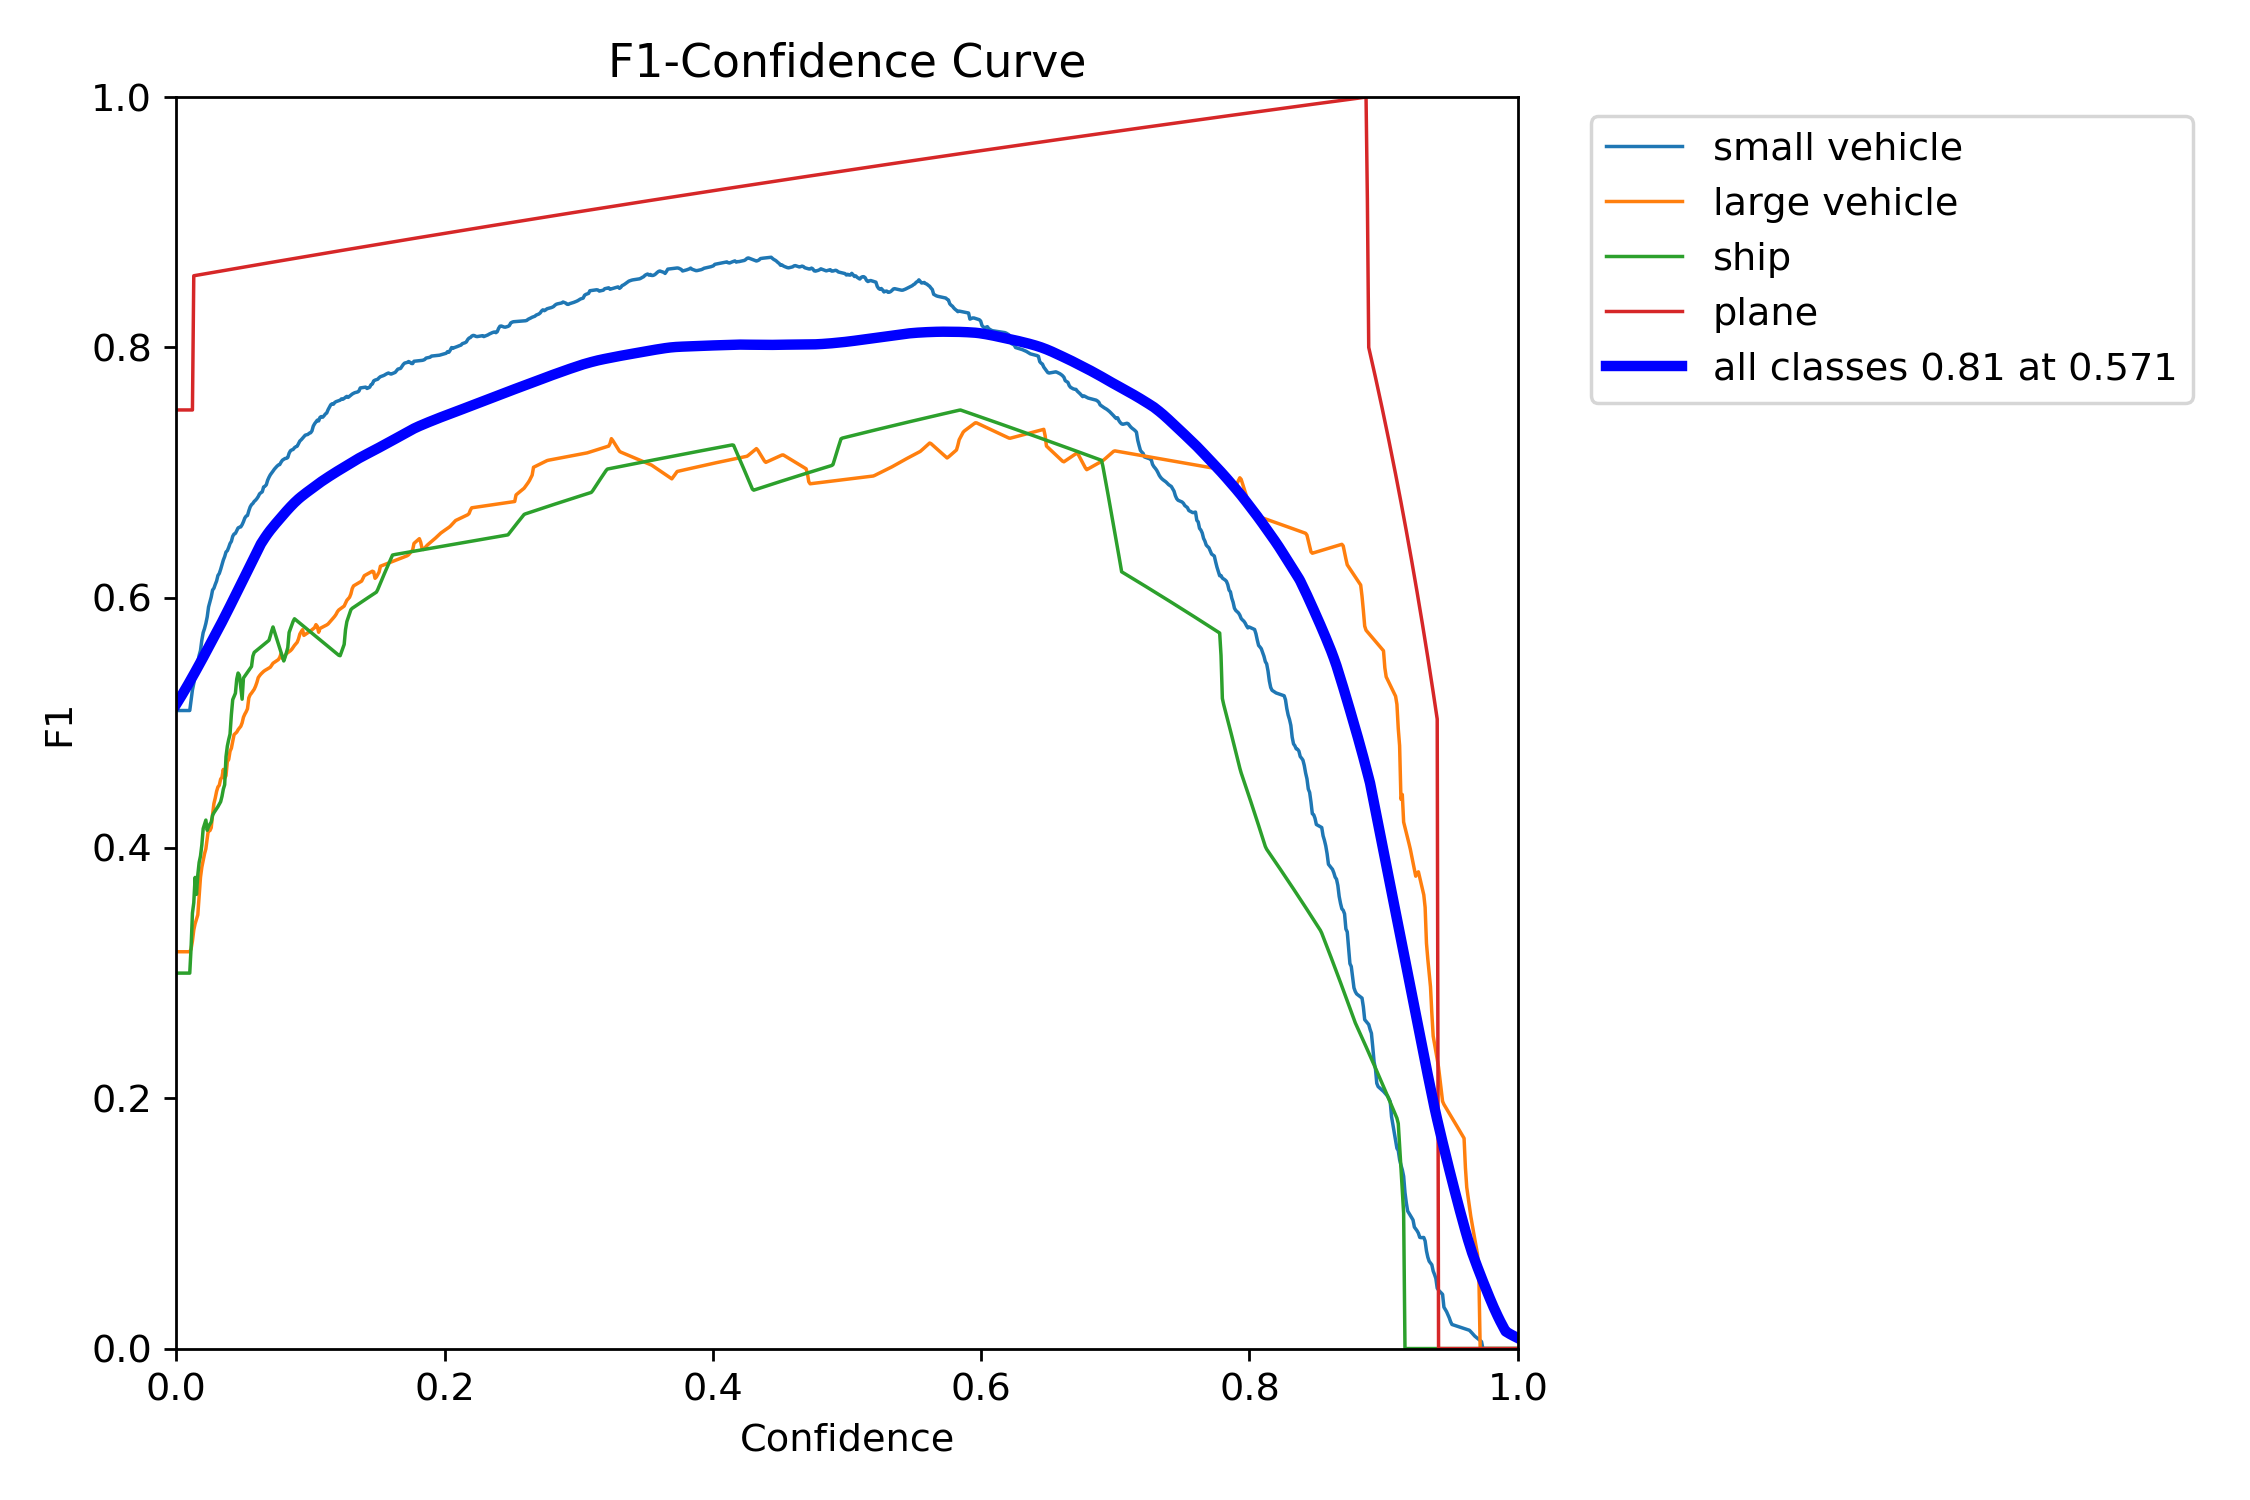 F1-Confidence Curve
1.0
0.8
0.6
0.4
0.2
0.0
F1
0.0 0.2 0.4 0.6 0.8 1.0
Confidence
small vehicle
large vehicle
ship
plane
all classes 0.81 at 0.571